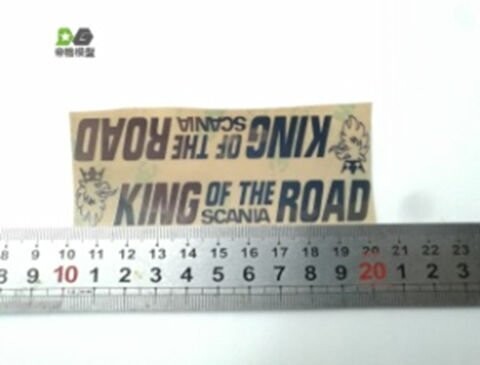 DG
KING OF THE ROAD
SCANIA
KING OF THE ROAD
SCANIA
8 9 10 11 12 13 14 15 16 17 18 19 20 21 22 23
8 9 10 1 2 3 4 5 6 7 8 9 20 1 2 3